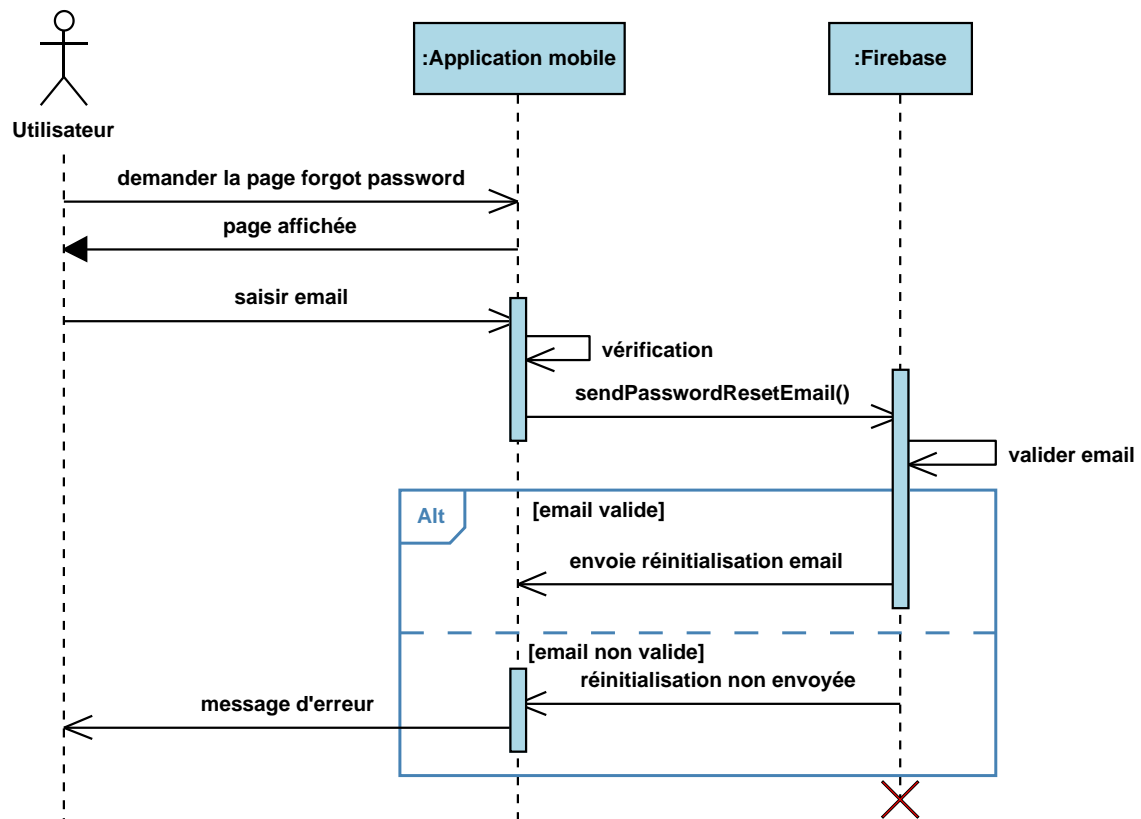 :Application mobile
:Firebase
Utilisateur
demander la page forgot password
page affichée
saisir email
vérification
sendPasswordResetEmail()
valider email
Alt
[email valide]
envoie réinitialisation email
[email non valide]
réinitialisation non envoyée
message d'erreur